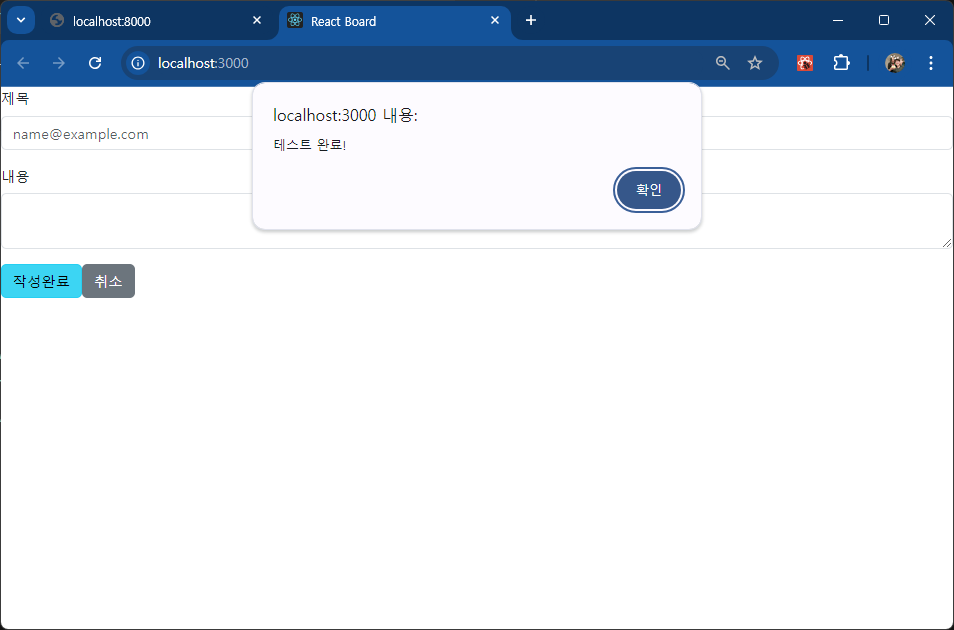 localhost:8000
React Board
localhost:3000
제목
localhost:3000 내용:
name@example.com
테스트 완료!
내용
확인
작성완료
취소